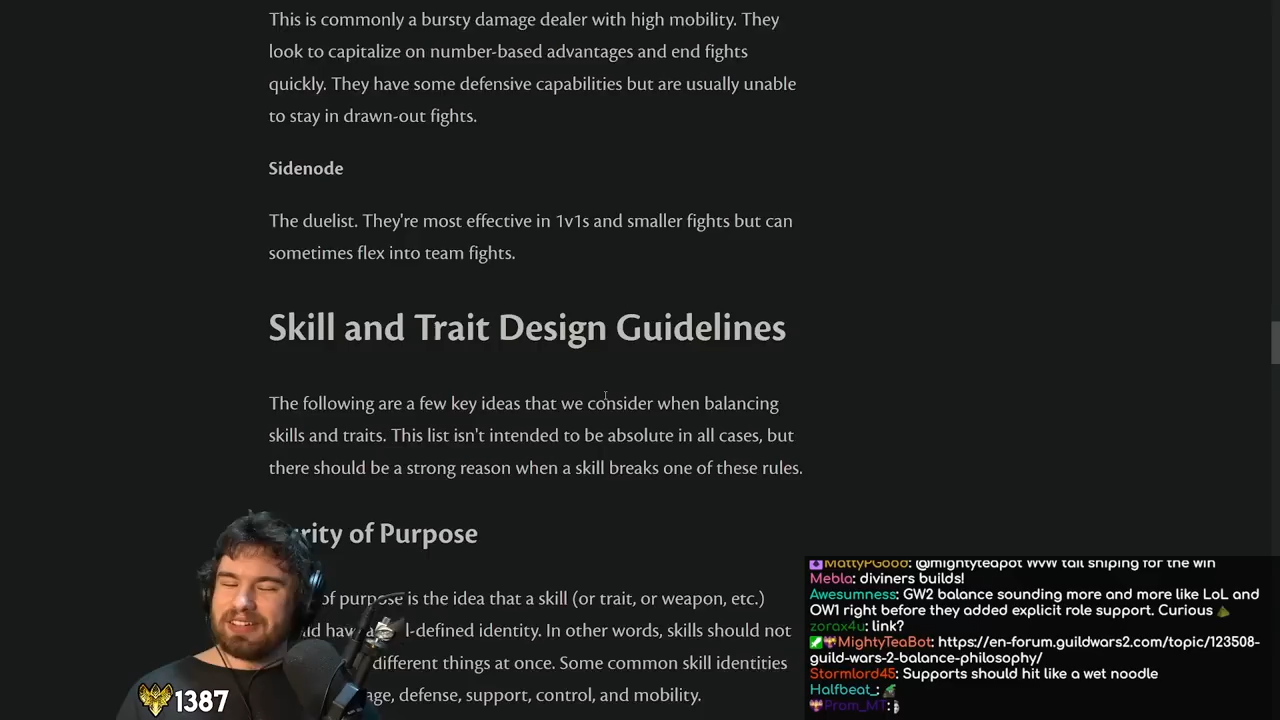 This is commonly a bursty damage dealer with high mobility. They
look to capitalize on number-based advantages and end fights
quickly. They have some defensive capabilities but are usually unable
to stay in drawn-out fights.
Sidenode
The duelist. They're most effective in 1v1s and smaller fights but can
sometimes flex into team fights.
Skill and Trait Design Guidelines
The following are a few key ideas that we consider when balancing
skills and traits. This list isn't intended to be absolute in all cases, but
there should be a strong reason when a skill breaks one of these rules.
rity of Purpose
of purpose is the idea that a skill (or trait, or weapon, etc.)
l-defined identity. In other words, skills should not
different things at once. Some common skill identities
age, defense, support, control, and mobility.
1387
MattyPGood: @mightyteapot WvW tail sniping for the win
Mebla: diviners builds!
Awesumness: GW2 balance sounding more and more like LoL and
OW1 right before they added explicit role support. Curious
zorax4u: link?
MightyTeaBot: https://en-forum.guildwars2.com/topic/123508-
guild-wars-2-balance-philosophy/
Stormlord45: Supports should hit like a wet noodle
Halfbeat_:
Prom_MT: